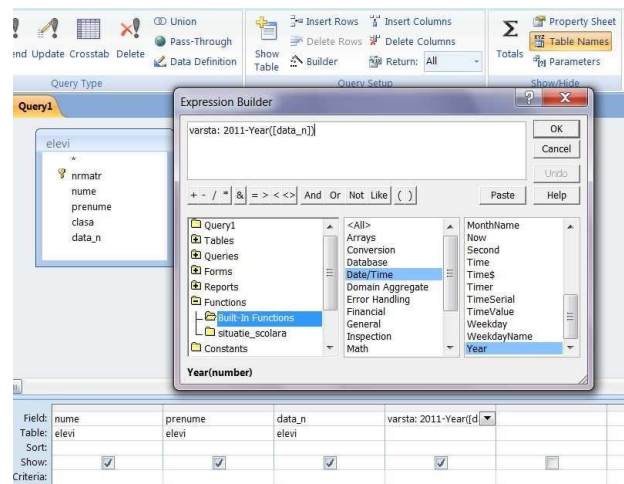 Union Insert Rows Insert Columns Property Sheet
Pass-Through Delete Rows Delete Columns Table Names
Update Crosstab Delete Data Definition Show Table Builder Return: All Totals Parameters
Query Type Query Setup Show/Hide
Query1
Expression Builder
varsta: 2011-Year([data_n])
OK
Cancel
Undo
+ - / * & = > < <> And Or Not Like ( ) Paste Help
elevi
*
nrmatr
nume
prenume
clasa
data_n
Query1
Tables
Queries
Forms
Reports
Functions
Built-In Functions
situatie_scolara
Constants
<All>
Arrays
Conversion
Database
Date/Time
Domain Aggregate
Error Handling
Financial
General
Inspection
Math
MonthName
Now
Second
Time
Time$
Timer
TimeSerial
TimeValue
Weekday
WeekdayName
Year
Year(number)
Field: nume prenume data_n varsta: 2011-Year([d
Table: elevi elevi elevi
Sort:
Show:
Criteria: